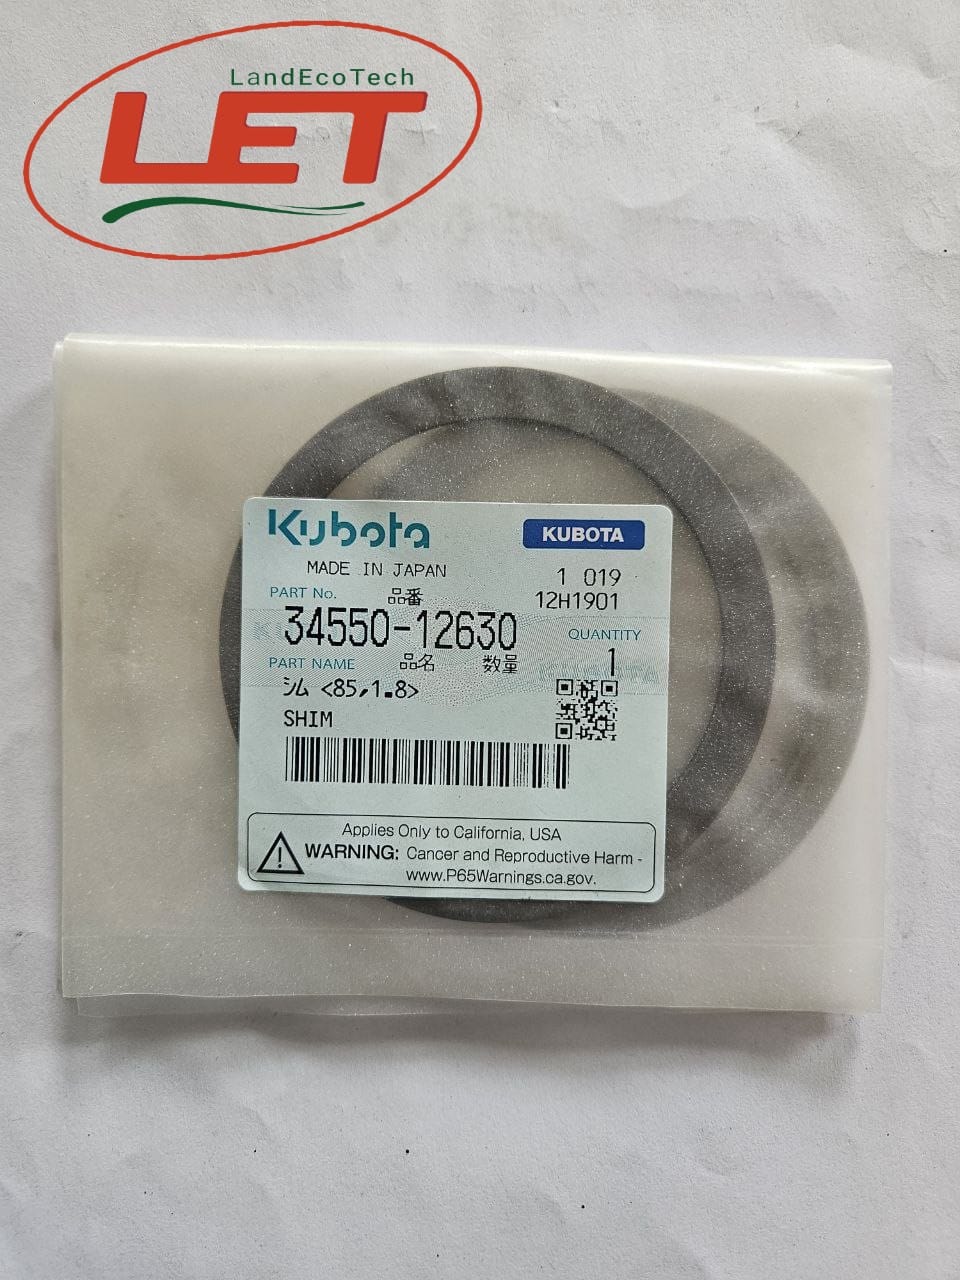 LandEcoTech
LET
Kubota
KUBOTA
MADE IN JAPAN
1 019
PART No.
品番
12H1901
34550-12630
QUANTITY
1
PART NAME
品名
数量
シム <85,1.8>
SHIM
Applies Only to California, USA
WARNING: Cancer and Reproductive Harm -
www.P65Warnings.ca.gov.